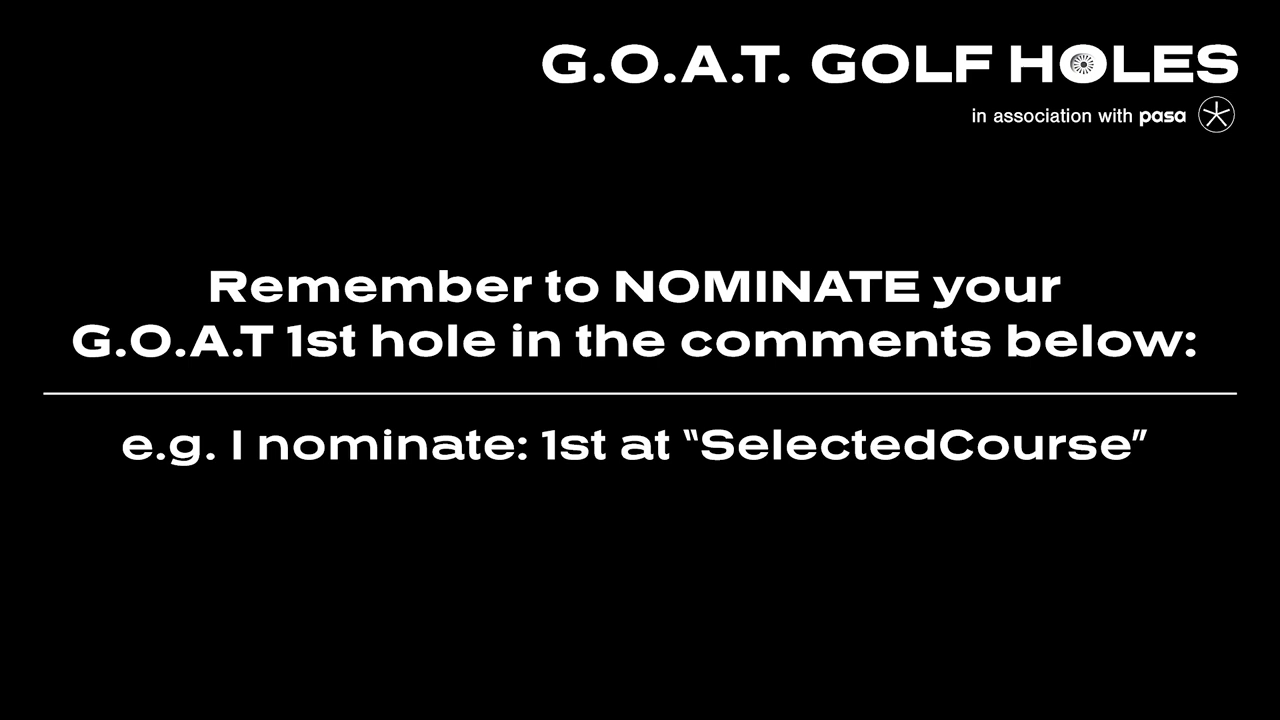 G.O.A.T. GOLF HOLES
in association with pasa
Remember to NOMINATE your
G.O.A.T 1st hole in the comments below:
e.g. I nominate: 1st at “SelectedCourse”